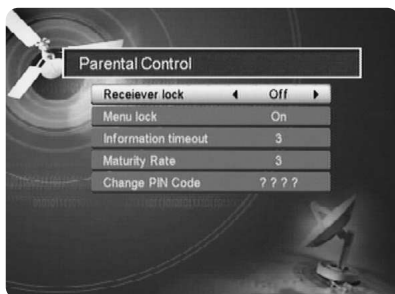 Parental Control
Receiever lock Off
Menu lock On
Information timeout 3
Maturity Rate 3
Change PIN Code ? ? ? ?